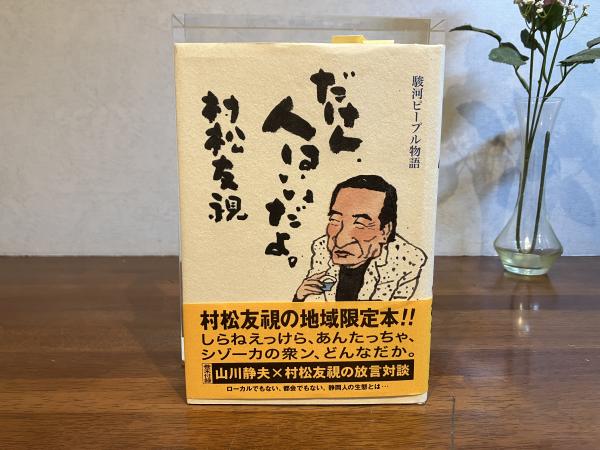 駿河ピープル物語
だけん、
人はいいだよ。
村松友視
村松友視の地域限定本!!
しらねえっけら、あんたっちゃ、
シゾーカの衆ン、どんなだか。
山川静夫×村松友視の放言対談
ローカルでもない、都会でもない、静岡人の生態とは…